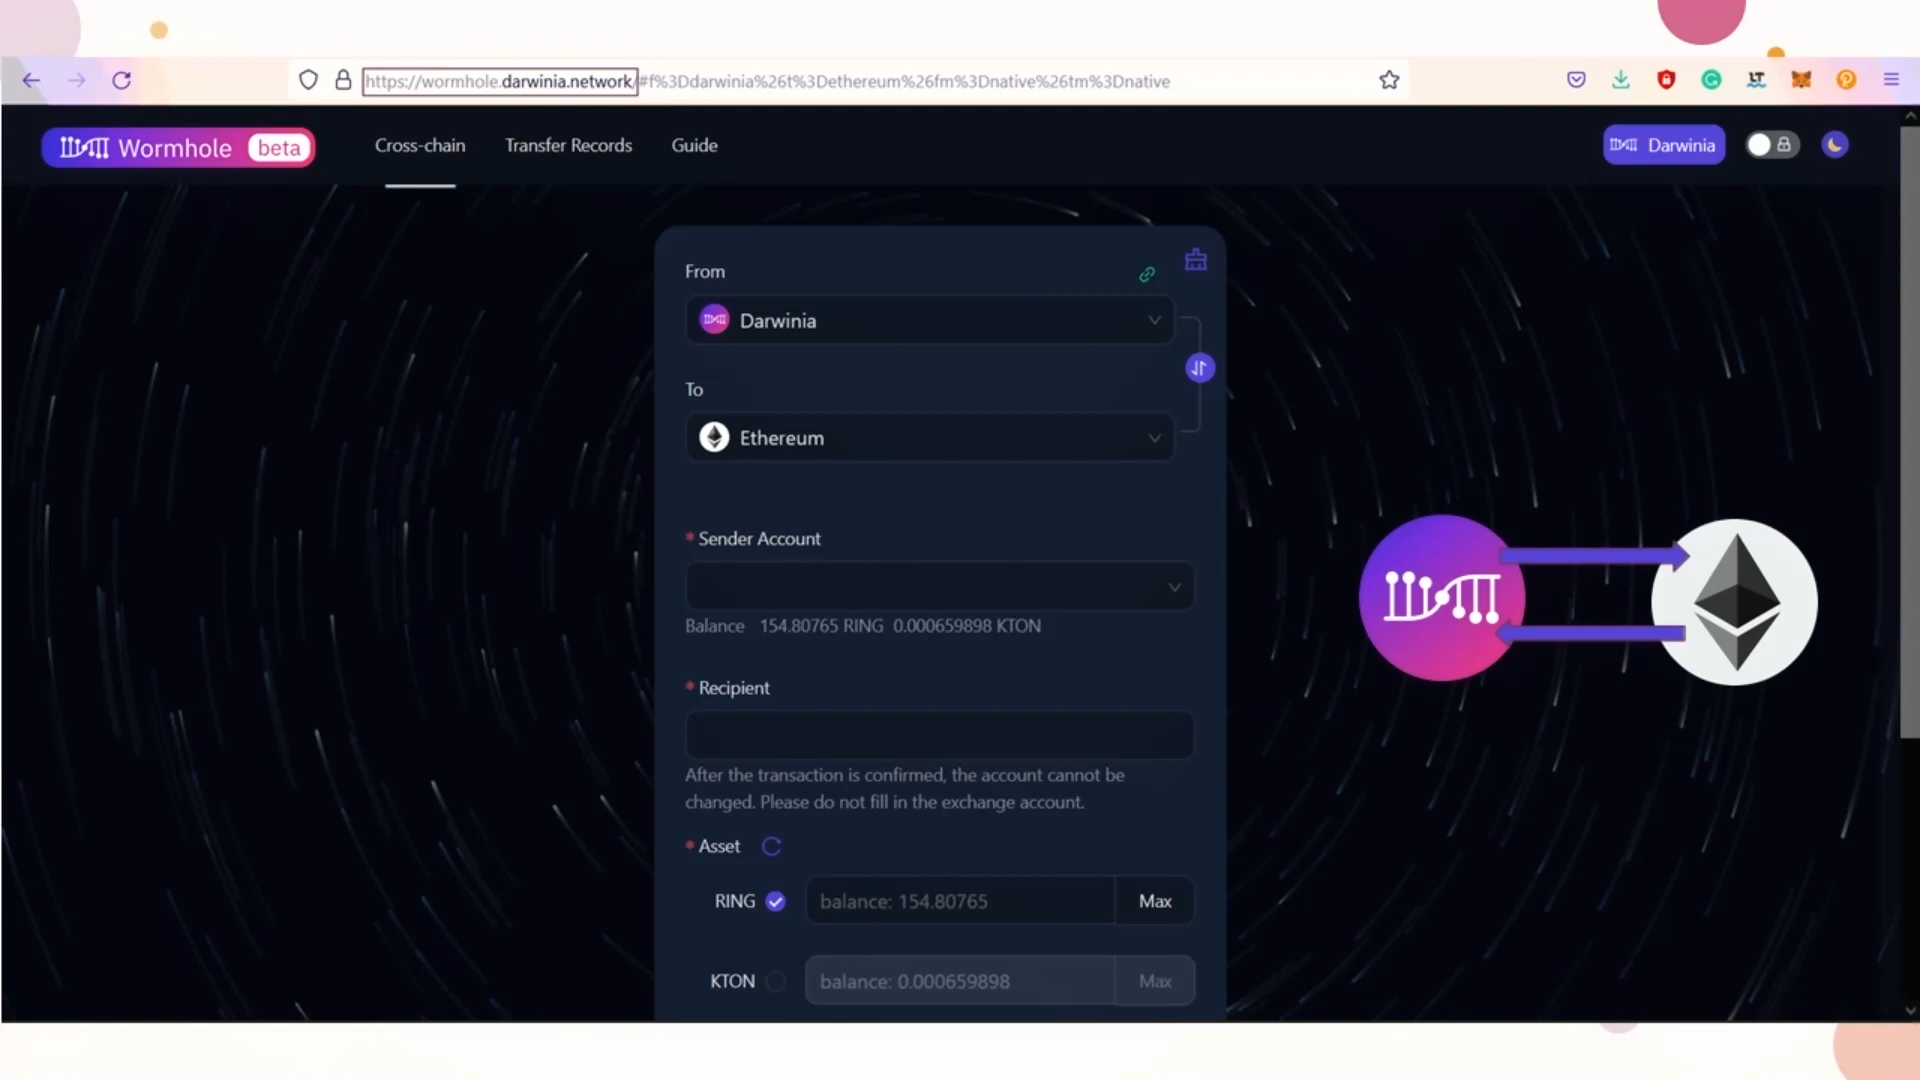 https://wormhole.darwinia.network/#f%3Ddarwinia%26t%3Dethereum%26fm%3Dnative%26tm%3Dnative
LT
Wormhole beta
Cross-chain
Transfer Records
Guide
Darwinia
From
Darwinia
To
Ethereum
* Sender Account
Balance 154.80765 RING 0.000659898 KTON
* Recipient
After the transaction is confirmed, the account cannot be
changed. Please do not fill in the exchange account.
* Asset
RING balance: 154.80765 Max
KTON balance: 0.000659898 Max